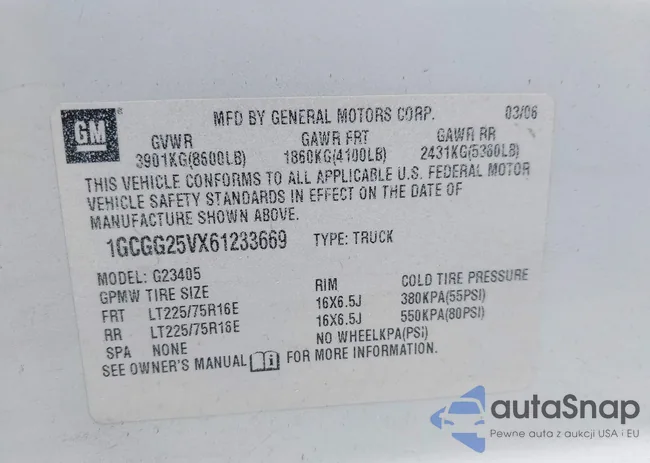 GM
MFD BY GENERAL MOTORS CORP. 03/06
GVWR GAWR FRT GAWR RR
3901KG(8600LB) 1860KG(4100LB) 2431KG(5360LB)
THIS VEHICLE CONFORMS TO ALL APPLICABLE U.S. FEDERAL MOTOR
VEHICLE SAFETY STANDARDS IN EFFECT ON THE DATE OF
MANUFACTURE SHOWN ABOVE.
1GCGG25VX61233669 TYPE: TRUCK
MODEL: G23405
GPMW TIRE SIZE RIM COLD TIRE PRESSURE
FRT LT225/75R16E 16X6.5J 380KPA(55PSI)
RR LT225/75R16E 16X6.5J 550KPA(80PSI)
SPA NONE NO WHEELKPA(PSI)
SEE OWNER'S MANUAL FOR MORE INFORMATION.
autaSnap
Pewne auta z aukcji USA i EU